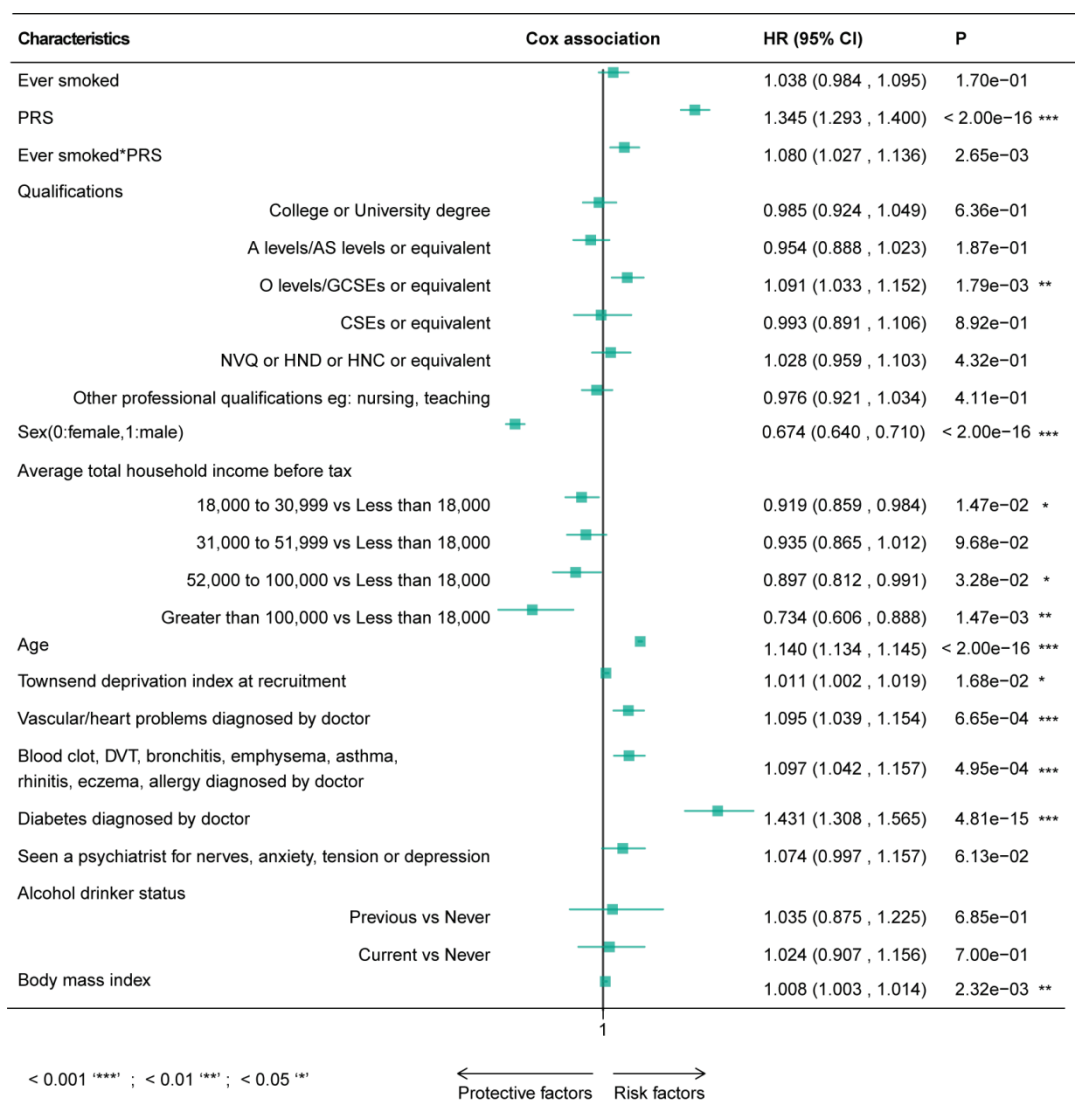 Characteristics Cox association HR (95% CI) P
Ever smoked 1.038 (0.984 , 1.095) 1.70e−01
PRS 1.345 (1.293 , 1.400) < 2.00e−16 ***
Ever smoked*PRS 1.080 (1.027 , 1.136) 2.65e−03
Qualifications
College or University degree 0.985 (0.924 , 1.049) 6.36e−01
A levels/AS levels or equivalent 0.954 (0.888 , 1.023) 1.87e−01
O levels/GCSEs or equivalent 1.091 (1.033 , 1.152) 1.79e−03 **
CSEs or equivalent 0.993 (0.891 , 1.106) 8.92e−01
NVQ or HND or HNC or equivalent 1.028 (0.959 , 1.103) 4.32e−01
Other professional qualifications eg: nursing, teaching 0.976 (0.921 , 1.034) 4.11e−01
Sex(0:female,1:male) 0.674 (0.640 , 0.710) < 2.00e−16 ***
Average total household income before tax
18,000 to 30,999 vs Less than 18,000 0.919 (0.859 , 0.984) 1.47e−02 *
31,000 to 51,999 vs Less than 18,000 0.935 (0.865 , 1.012) 9.68e−02
52,000 to 100,000 vs Less than 18,000 0.897 (0.812 , 0.991) 3.28e−02 *
Greater than 100,000 vs Less than 18,000 0.734 (0.606 , 0.888) 1.47e−03 **
Age 1.140 (1.134 , 1.145) < 2.00e−16 ***
Townsend deprivation index at recruitment 1.011 (1.002 , 1.019) 1.68e−02 *
Vascular/heart problems diagnosed by doctor 1.095 (1.039 , 1.154) 6.65e−04 ***
Blood clot, DVT, bronchitis, emphysema, asthma,
rhinitis, eczema, allergy diagnosed by doctor 1.097 (1.042 , 1.157) 4.95e−04 ***
Diabetes diagnosed by doctor 1.431 (1.308 , 1.565) 4.81e−15 ***
Seen a psychiatrist for nerves, anxiety, tension or depression 1.074 (0.997 , 1.157) 6.13e−02
Alcohol drinker status
Previous vs Never 1.035 (0.875 , 1.225) 6.85e−01
Current vs Never 1.024 (0.907 , 1.156) 7.00e−01
Body mass index 1.008 (1.003 , 1.014) 2.32e−03 **
1
< 0.001 ‘***’ ; < 0.01 ‘**’ ; < 0.05 ‘*’
Protective factors Risk factors